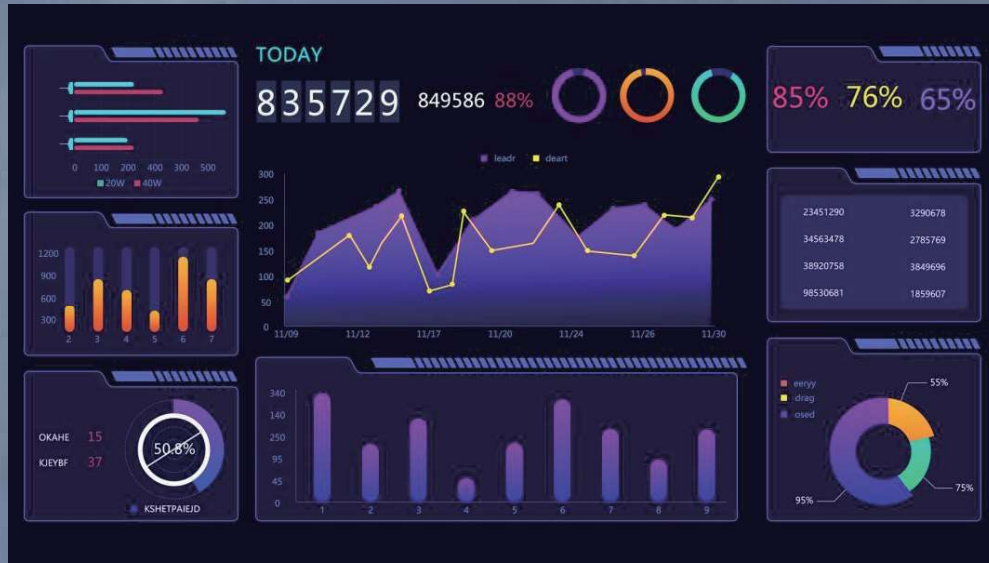 TODAY
835729 849586 88%
85% 76% 65%
0 100 200 400 300 500
20W 40W
leadr deart
300
250
200
150
100
50
0
11/09 11/12 11/17 11/20 11/24 11/26 11/30
1200
900
600
300
2 3 4 5 6 7
23451290 3290678
34563478 2785769
38920758 3849696
98530681 1859607
OKAHE 15
KJEYBF 37
50.8%
KSHETPAIEJD
340
140
250
95
45
0
1 2 3 4 5 6 7 8 9
eeryy
drag
osed
55%
75%
95%